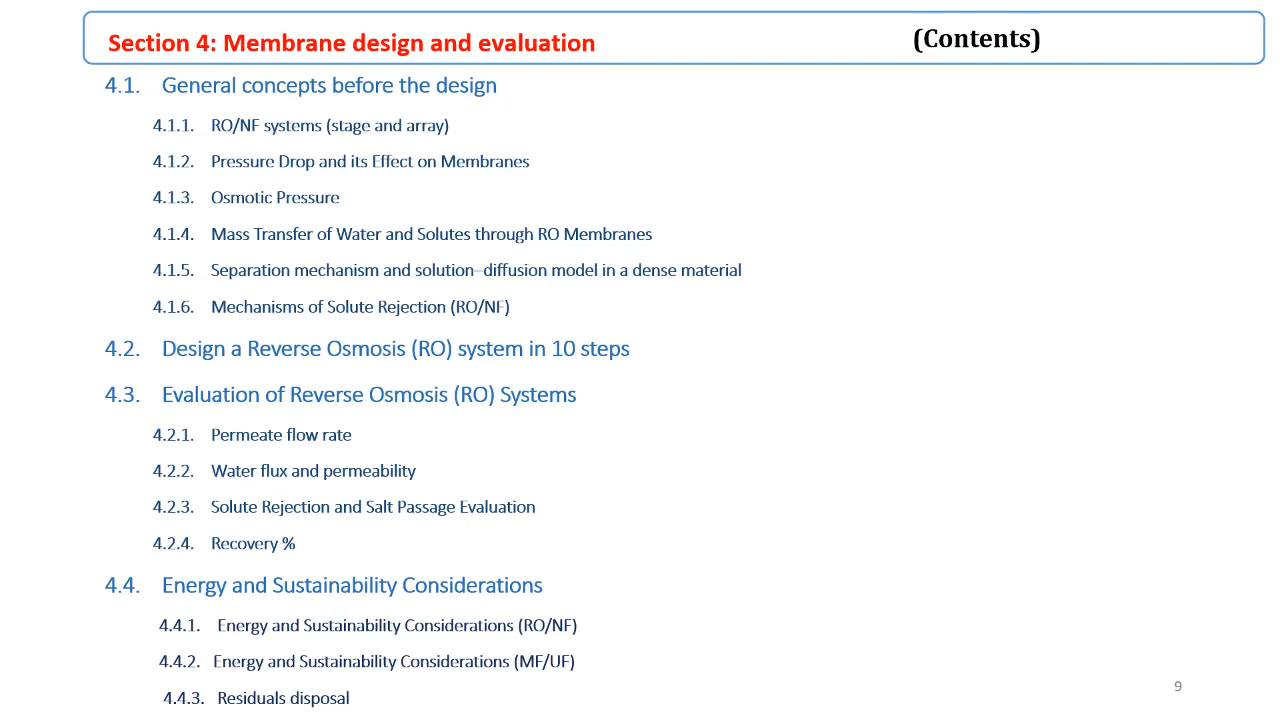 Section 4: Membrane design and evaluation (Contents)
4.1. General concepts before the design
4.1.1. RO/NF systems (stage and array)
4.1.2. Pressure Drop and its Effect on Membranes
4.1.3. Osmotic Pressure
4.1.4. Mass Transfer of Water and Solutes through RO Membranes
4.1.5. Separation mechanism and solution–diffusion model in a dense material
4.1.6. Mechanisms of Solute Rejection (RO/NF)
4.2. Design a Reverse Osmosis (RO) system in 10 steps
4.3. Evaluation of Reverse Osmosis (RO) Systems
4.2.1. Permeate flow rate
4.2.2. Water flux and permeability
4.2.3. Solute Rejection and Salt Passage Evaluation
4.2.4. Recovery %
4.4. Energy and Sustainability Considerations
4.4.1. Energy and Sustainability Considerations (RO/NF)
4.4.2. Energy and Sustainability Considerations (MF/UF)
4.4.3. Residuals disposal
9